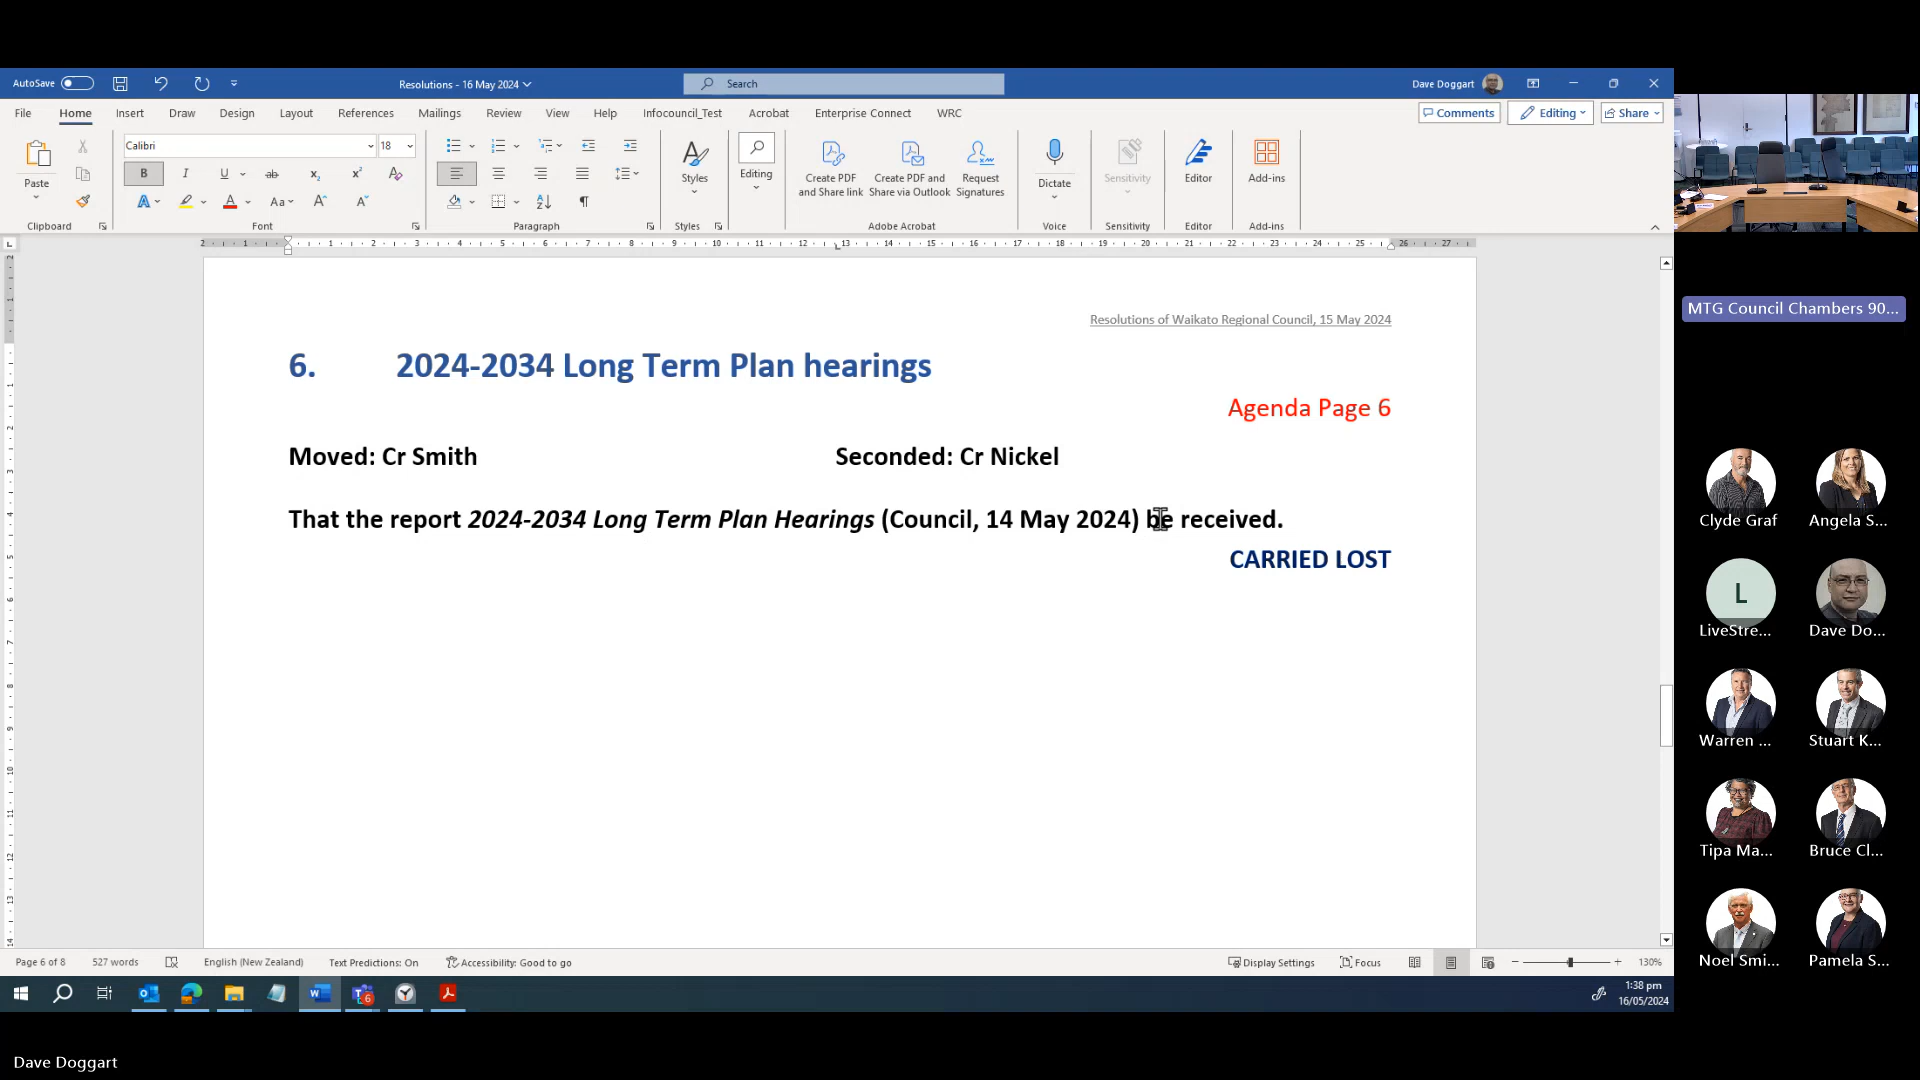 AutoSave
Resolutions - 16 May 2024
Search
Dave Doggart
File Home Insert Draw Design Layout References Mailings Review View Help Infocouncil_Test Acrobat Enterprise Connect WRC
Comments Editing Share
Paste
Clipboard
Calibri 18
Font
Paragraph
Styles
Styles
Editing
Create PDF and Share link
Create PDF and Share via Outlook
Request Signatures
Adobe Acrobat
Dictate
Voice
Sensitivity
Sensitivity
Editor
Editor
Add-ins
Add-ins
Resolutions of Waikato Regional Council, 15 May 2024
6. 2024-2034 Long Term Plan hearings
Agenda Page 6
Moved: Cr Smith Seconded: Cr Nickel
That the report 2024-2034 Long Term Plan Hearings (Council, 14 May 2024) be received.
CARRIED LOST
Page 6 of 8 527 words English (New Zealand) Text Predictions: On Accessibility: Good to go Display Settings Focus 130%
1:38 pm
16/05/2024
Dave Doggart
MTG Council Chambers 90...
Clyde Graf Angela S...
L
LiveStre... Dave Do...
Warren ... Stuart K...
Tipa Ma... Bruce Cl...
Noel Smi... Pamela S...